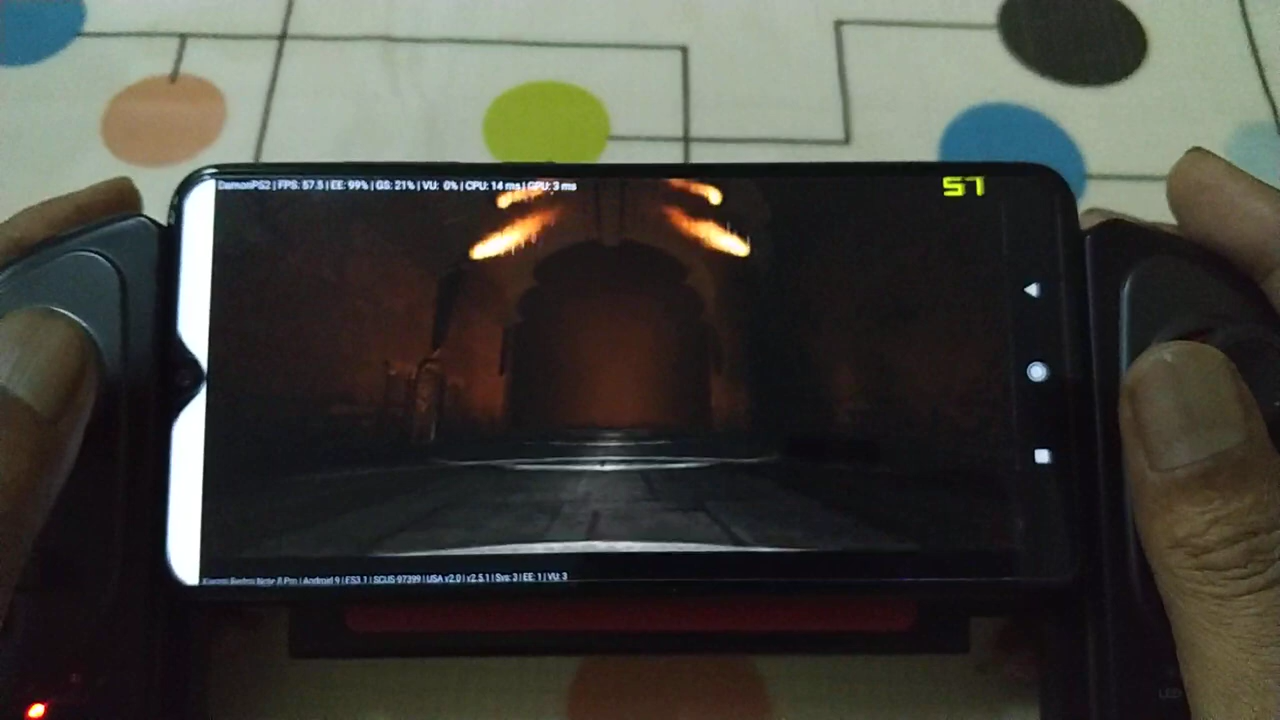 DamonPS2 | FPS: 57.5 | EE: 99% | GS: 21% | VU: 0% | CPU: 14 ms | GPU: 3 ms
57
Xiaomi Redmi Note 8 Pro | Android 9 | ES3.1 | SCUS-97399 | USA v2.0 | v2.5.1 | Sys: 3 | EE: 1 | VU: 3
LED